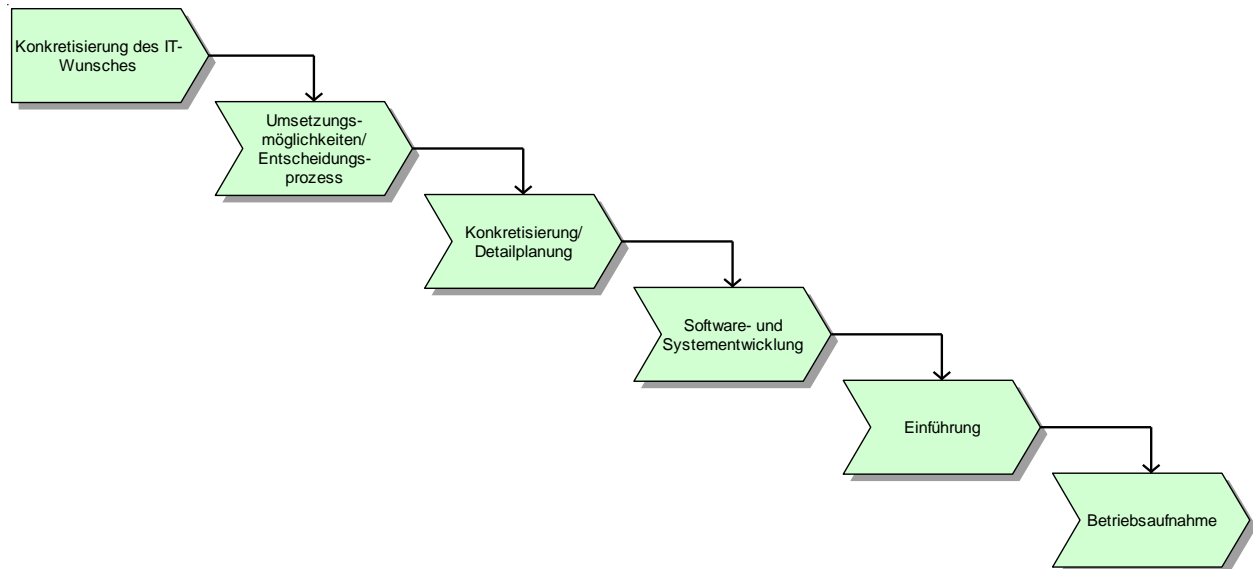 Konkretisierung des IT-
Wunsches
Umsetzungs-
möglichkeiten/
Entscheidungs-
prozess
Konkretisierung/
Detailplanung
Software- und
Systementwicklung
Einführung
Betriebsaufnahme